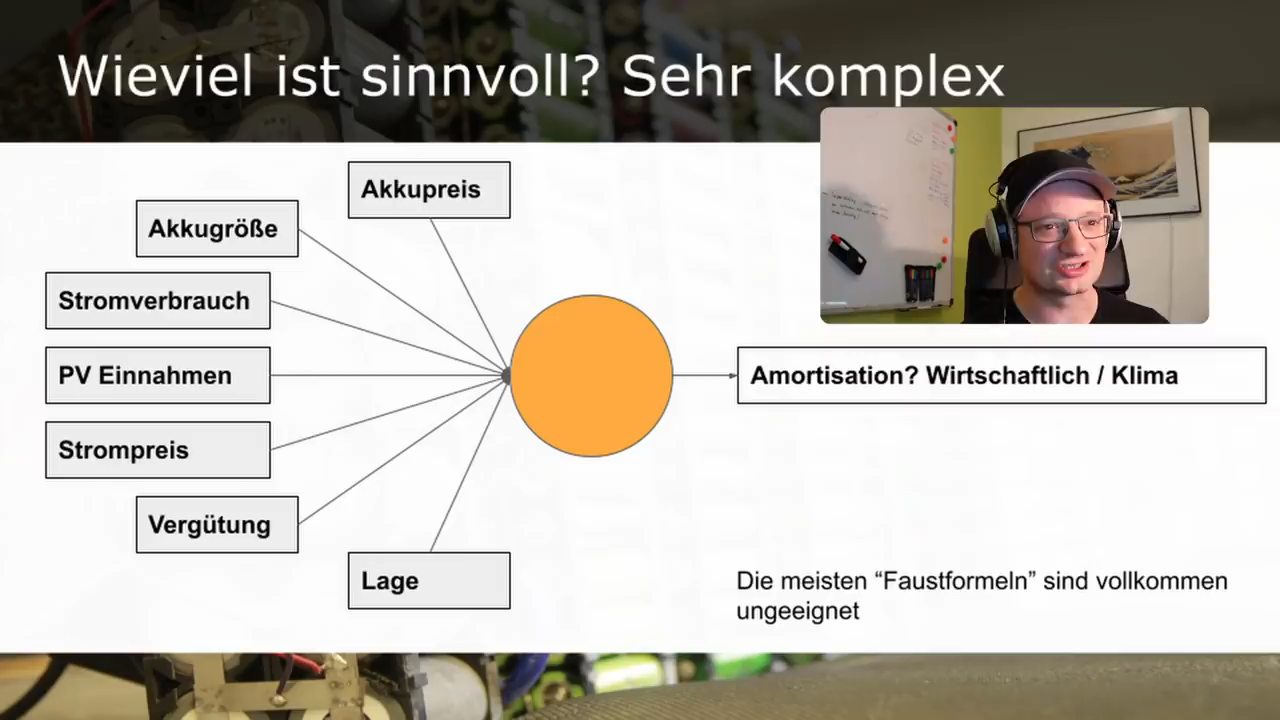 Wieviel ist sinnvoll? Sehr komplex
Akkupreis
Akkugröße
Stromverbrauch
PV Einnahmen
Strompreis
Vergütung
Lage
Amortisation? Wirtschaftlich / Klima
Die meisten “Faustformeln” sind vollkommen
ungeeignet